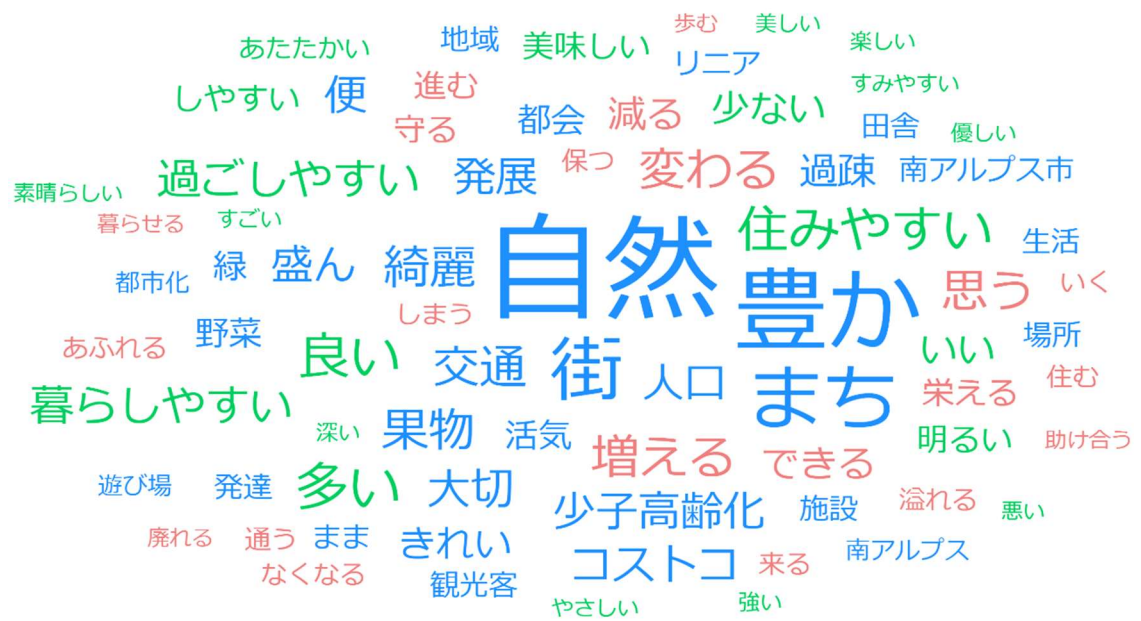 歩む 美しい
あたたかい 地域 美味しい 楽しい
リニア
しやすい 便 進む すみやすい
守る 都会 減る 少ない 田舎 優しい
素晴らしい 過ごしやすい 発展 保つ 変わる 過疎 南アルプス市
暮らせる すごい 住みやすい 生活
都市化 緑 盛ん 綺麗 自然 豊か 思う いく
しまう
あふれる 野菜 良い 交通 街 人口 まち いい 場所
暮らしやすい 栄える 住む
深い 果物 活気 増える できる 明るい 助け合う
遊び場 発達 多い 大切 少子高齢化 施設 溢れる 悪い
廃れる 通う まま きれい コストコ 来る 南アルプス
なくなる 観光客
やさしい 強い